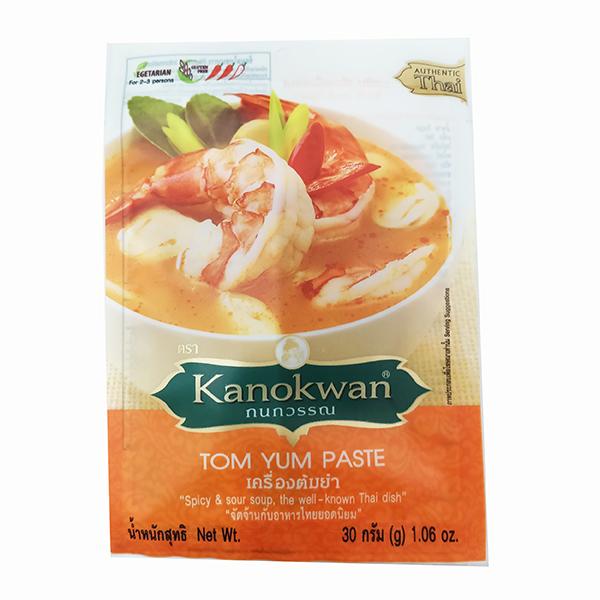 VEGETARIAN
For 2-3 persons
GLUTEN FREE
AUTHENTIC
Thai
ตรา
Kanokwan®
กนกวรรณ
TOM YUM PASTE
เครื่องต้มยำ
"Spicy & sour soup, the well-known Thai dish"
"จัดจ้านกับอาหารไทยยอดนิยม"
น้ำหนักสุทธิ Net Wt. 30 กรัม (g) 1.06 oz.
Serving Suggestions